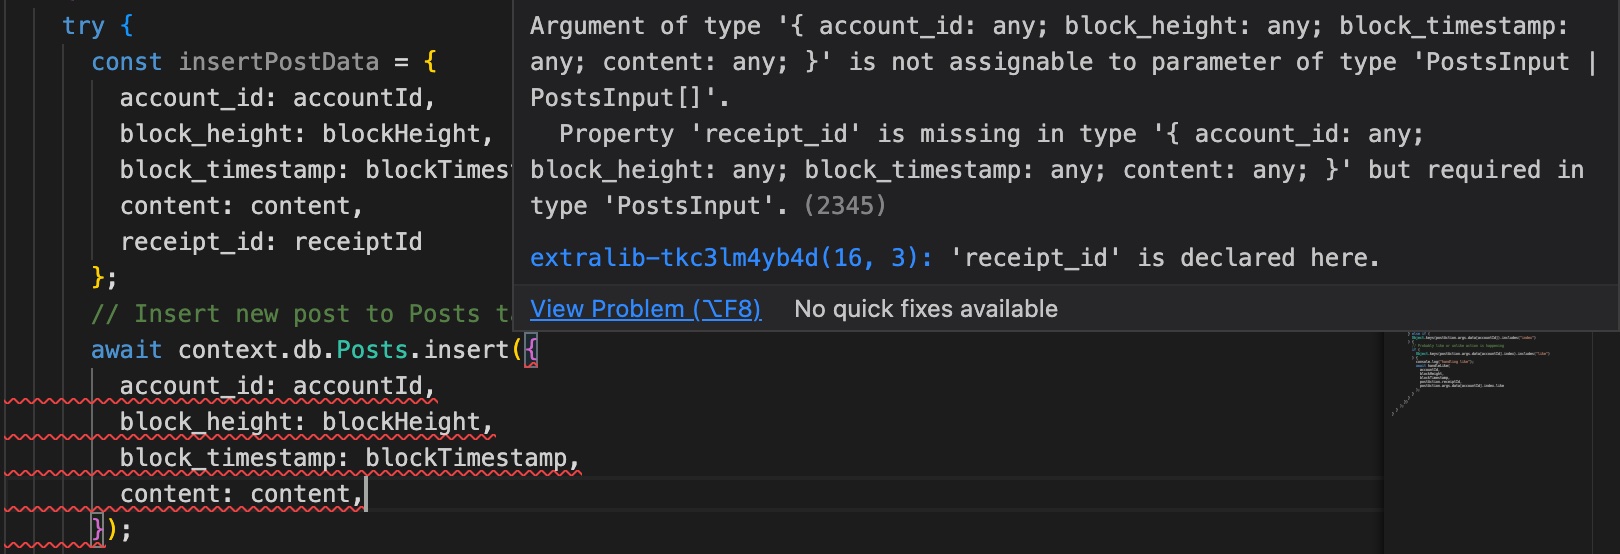 try {
const insertPostData = {
account_id: accountId,
block_height: blockHeight,
block_timestamp: blockTimest
content: content,
receipt_id: receiptId
};
// Insert new post to Posts ta
await context.db.Posts.insert({
account_id: accountId,
block_height: blockHeight,
block_timestamp: blockTimestamp,
content: content,
});
Argument of type '{ account_id: any; block_height: any; block_timestamp:
any; content: any; }' is not assignable to parameter of type 'PostsInput |
PostsInput[]'.
Property 'receipt_id' is missing in type '{ account_id: any;
block_height: any; block_timestamp: any; content: any; }' but required in
type 'PostsInput'. (2345)
extralib-tkc3lm4yb4d(16, 3): 'receipt_id' is declared here.
View Problem (⌥F8) No quick fixes available